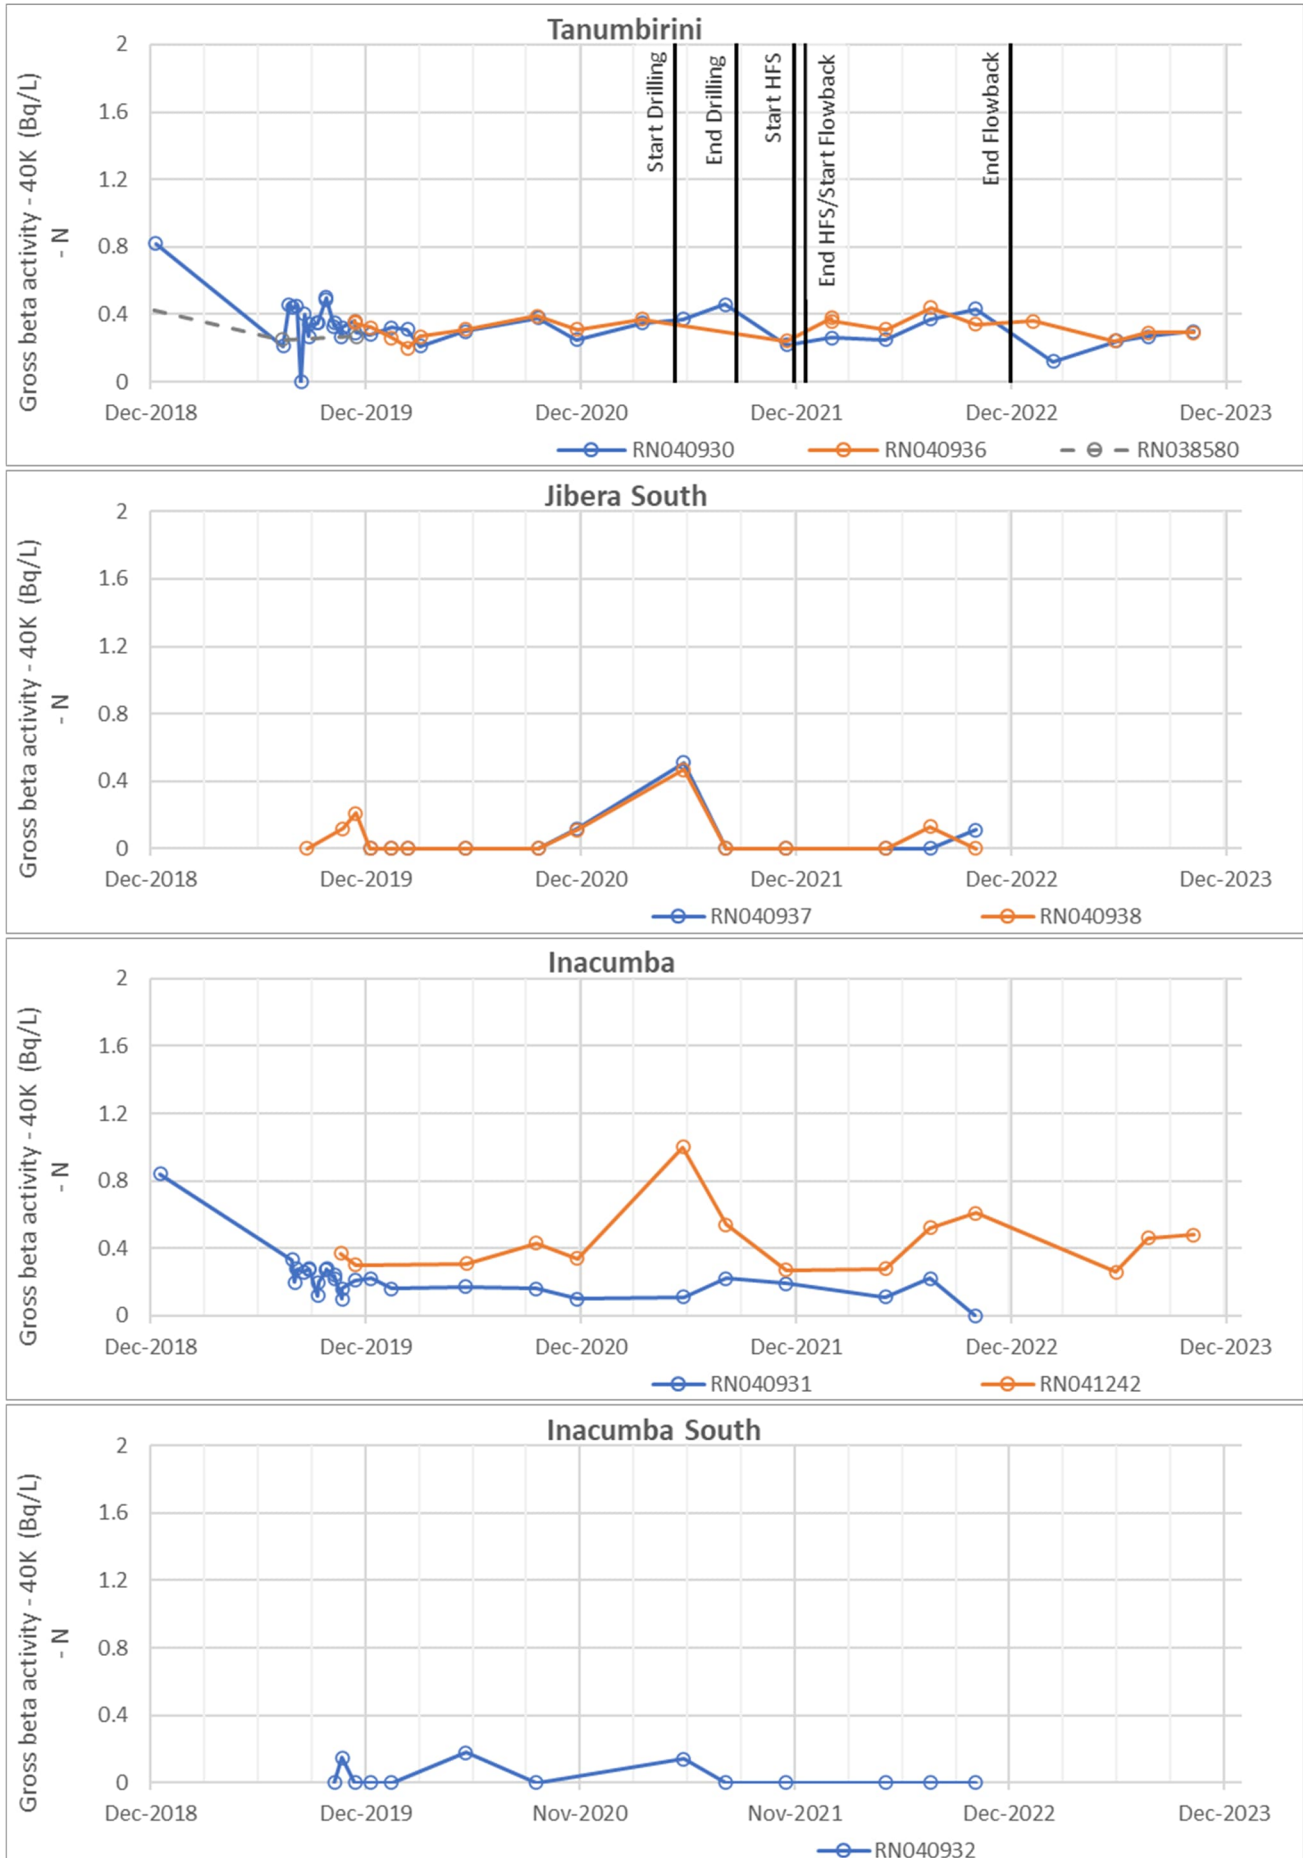 Tanumbirini
Gross beta activity - 40K (Bq/L)
- N
2
1.6
1.2
0.8
0.4
0
Start Drilling
End Drilling
Start HFS
End HFS/Start Flowback
End Flowback
Dec-2018 Dec-2019 Dec-2020 Dec-2021 Dec-2022 Dec-2023
RN040930 RN040936 RN038580
Jibera South
Gross beta activity - 40K (Bq/L)
- N
2
1.6
1.2
0.8
0.4
0
Dec-2018 Dec-2019 Dec-2020 Dec-2021 Dec-2022 Dec-2023
RN040937 RN040938
Inacumba
Gross beta activity - 40K (Bq/L)
- N
2
1.6
1.2
0.8
0.4
0
Dec-2018 Dec-2019 Dec-2020 Dec-2021 Dec-2022 Dec-2023
RN040931 RN041242
Inacumba South
Gross beta activity - 40K (Bq/L)
- N
2
1.6
1.2
0.8
0.4
0
Dec-2018 Dec-2019 Nov-2020 Nov-2021 Dec-2022 Dec-2023
RN040932